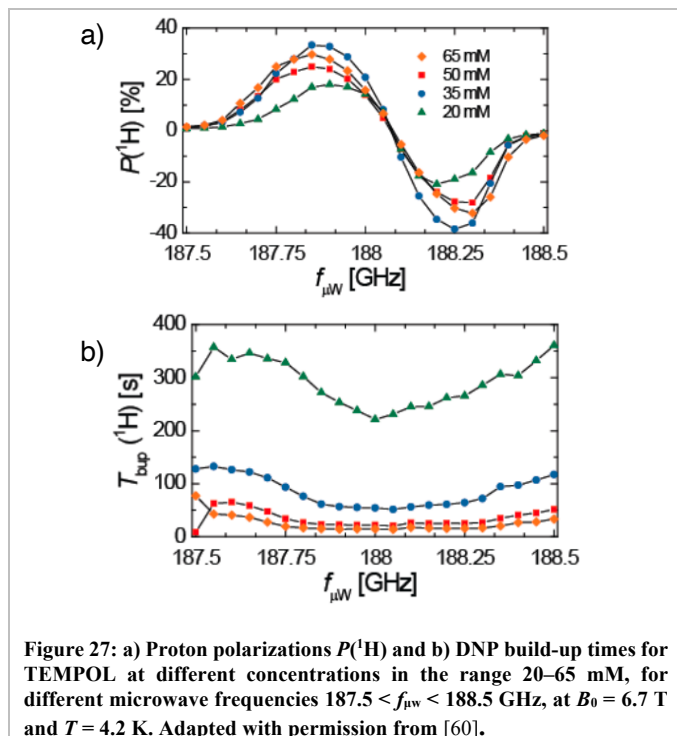 a)
40
20
0
-20
-40
P(¹H) [%]
65 mM
50 mM
35 mM
20 mM
187.5 187.75 188 188.25 188.5
fμW [GHz]
b)
400
300
200
100
0
Tbup (¹H) [s]
187.5 187.75 188 188.25 188.5
fμW [GHz]
Figure 27: a) Proton polarizations P(¹H) and b) DNP build-up times for
TEMPOL at different concentrations in the range 20–65 mM, for
different microwave frequencies 187.5 < fμw < 188.5 GHz, at B₀ = 6.7 T
and T = 4.2 K. Adapted with permission from [60].